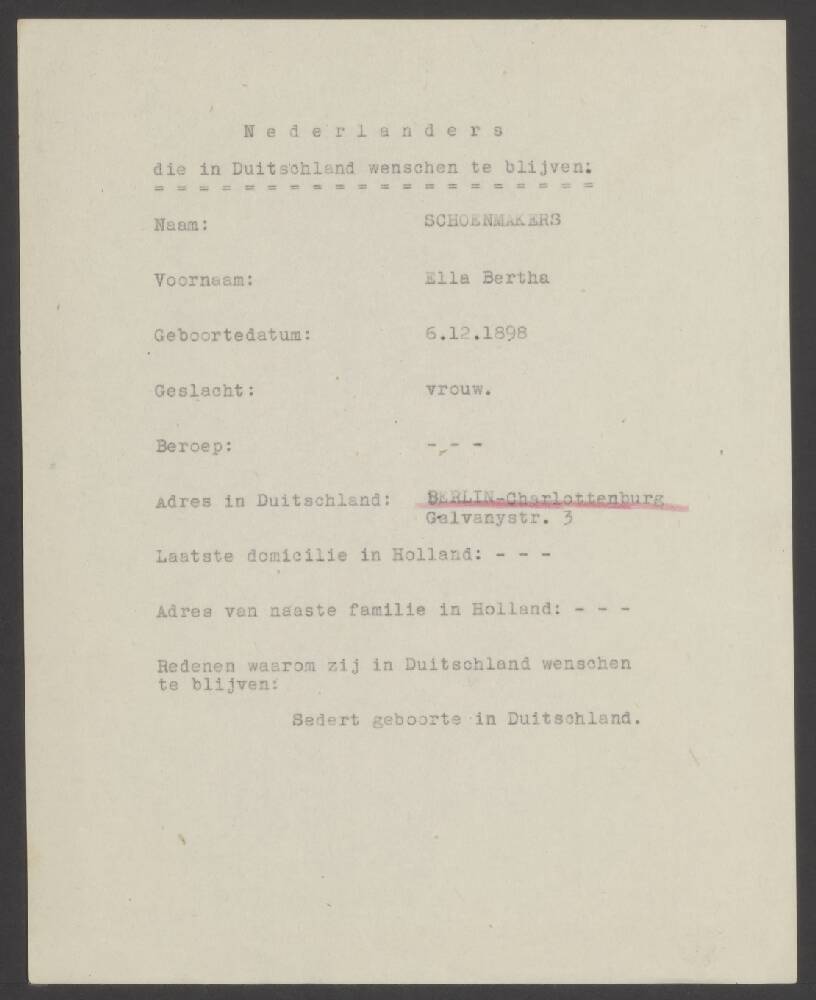 Nederlanders
die in Duitschland wenschen te blijven:
= = = = = = = = = = = = = = = = = = = =
Naam: SCHOENMAKERS
Voornaam: Ella Bertha
Geboortedatum: 6.12.1898
Geslacht: vrouw.
Beroep: - - -
Adres in Duitschland: BERLIN-Charlottenburg
Galvanystr. 3
Laatste domicilie in Holland: - - -
Adres van naaste familie in Holland: - - -
Redenen waarom zij in Duitschland wenschen
te blijven:
Sedert geboorte in Duitschland.